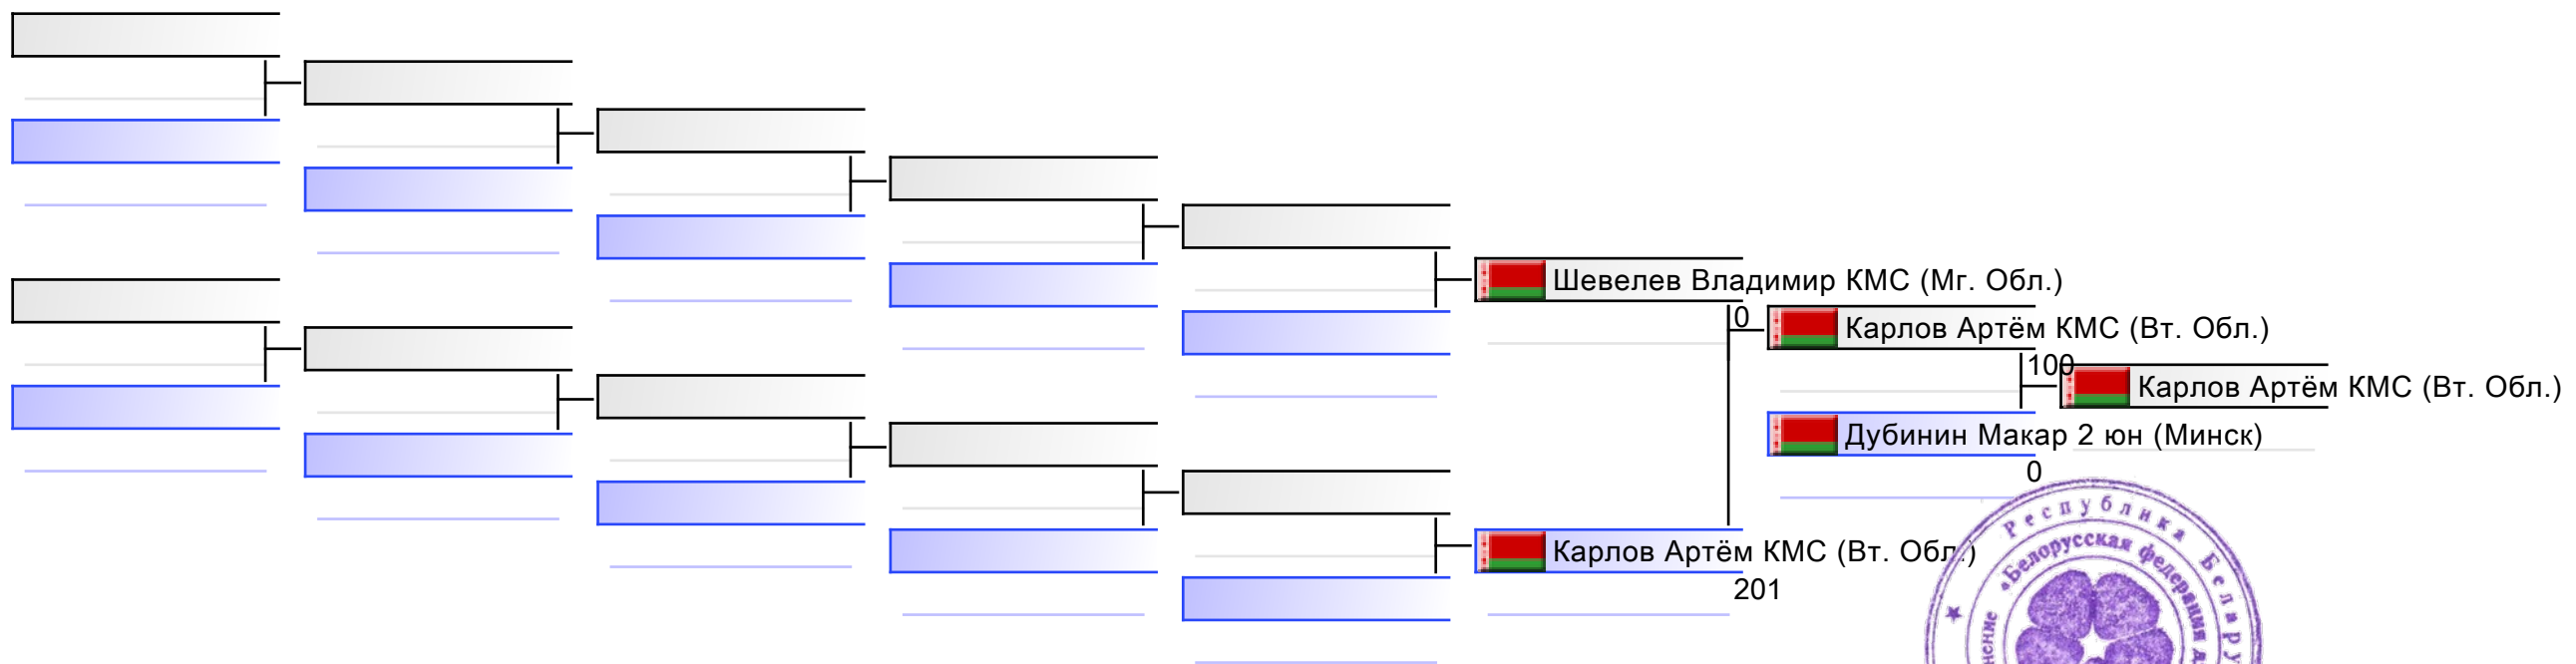 Шевелев Владимир КМС (Мг. Обл.)
0
Карлов Артём КМС (Вт. Обл.)
100
Карлов Артём КМС (Вт. Обл.)
Дубинин Макар 2 юн (Минск)
0
Карлов Артём КМС (Вт. Обл.)
201
Республика Белару
«Белорусская федерация д